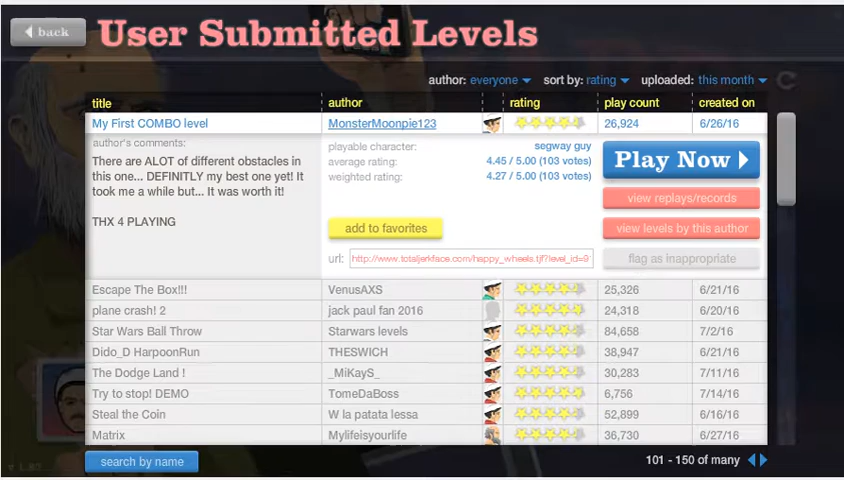 back
User Submitted Levels
author: everyone sort by: rating uploaded: this month
title author rating play count created on
My First COMBO level MonsterMoonpie123 26,924 6/26/16
author's comments:
There are ALOT of different obstacles in
this one... DEFINITLY my best one yet! It
took me a while but... It was worth it!
THX 4 PLAYING
playable character: segway guy
average rating: 4.45 / 5.00 (103 votes)
weighted rating: 4.27 / 5.00 (103 votes)
add to favorites
url: http://www.totaljerkface.com/happy_wheels.tjf?level_id=9
Play Now
view replays/records
view levels by this author
flag as inappropriate
Escape The Box!!! VenusAXS 25,326 6/21/16
plane crash! 2 jack paul fan 2016 24,318 6/20/16
Star Wars Ball Throw Starwars levels 84,658 7/2/16
Dido_D HarpoonRun THESWICH 38,947 6/21/16
The Dodge Land ! _MiKayS_ 30,283 7/11/16
Try to stop! DEMO TomeDaBoss 6,756 7/14/16
Steal the Coin W la patata lessa 52,899 6/16/16
Matrix Mylifeisyourlife 36,730 6/27/16
search by name
101 - 150 of many